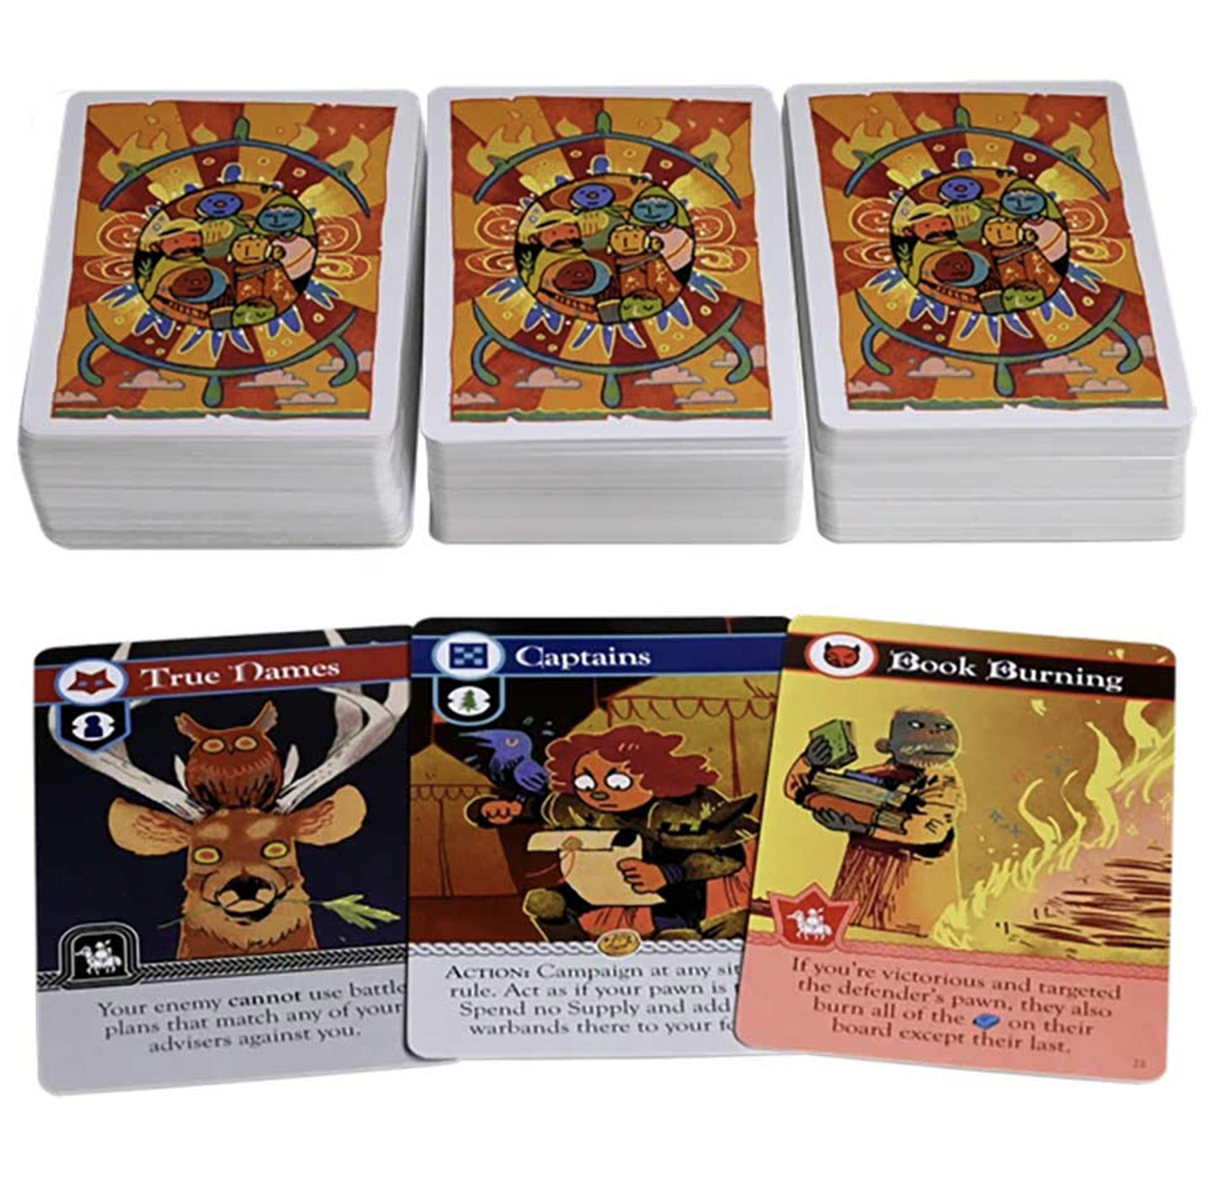 True Names
Your enemy cannot use battle
plans that match any of your
advisers against you.
Captains
ACTION: Campaign at any
rule. Act as if your pawn is
Spend no Supply and add
warbands there to your
Book Burning
If you're victorious and targeted
the defender's pawn, they also
burn all of the on their
board except their last.